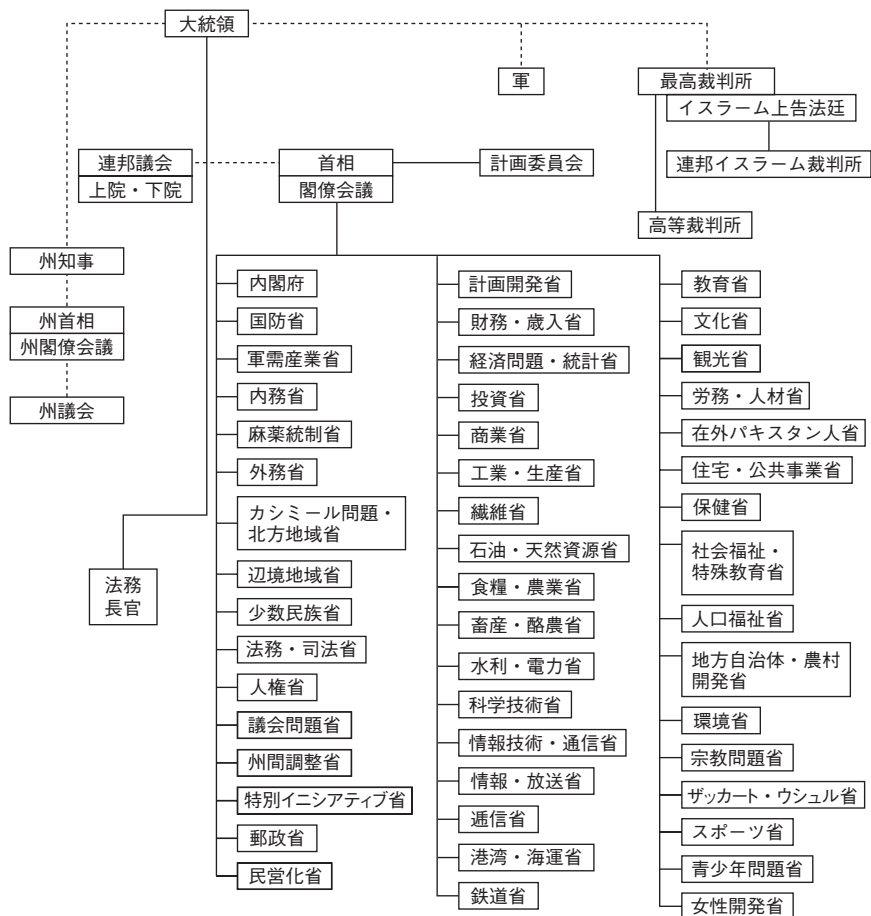 大統領
軍
最高裁判所
イスラーム上告法廷
連邦イスラーム裁判所
高等裁判所
連邦議会
上院・下院
首相
閣僚会議
計画委員会
州知事
州首相
州閣僚会議
州議会
法務
長官
内閣府
国防省
軍需産業省
内務省
麻薬統制省
外務省
カシミール問題・
北方地域省
辺境地域省
少数民族省
法務・司法省
人権省
議会問題省
州間調整省
特別イニシアティブ省
郵政省
民営化省
計画開発省
財務・歳入省
経済問題・統計省
投資省
商業省
工業・生産省
繊維省
石油・天然資源省
食糧・農業省
畜産・酪農省
水利・電力省
科学技術省
情報技術・通信省
情報・放送省
逓信省
港湾・海運省
鉄道省
教育省
文化省
観光省
労務・人材省
在外パキスタン人省
住宅・公共事業省
保健省
社会福祉・
特殊教育省
人口福祉省
地方自治体・農村
開発省
環境省
宗教問題省
ザッカート・ウシュル省
スポーツ省
青少年問題省
女性開発省